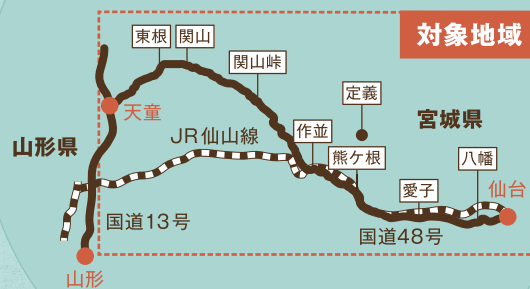 対象地域
東根
関山
関山峠
定義
宮城県
天童
山形県
JR仙山線
作並
熊ケ根
八幡
愛子
仙台
国道13号
国道48号
山形